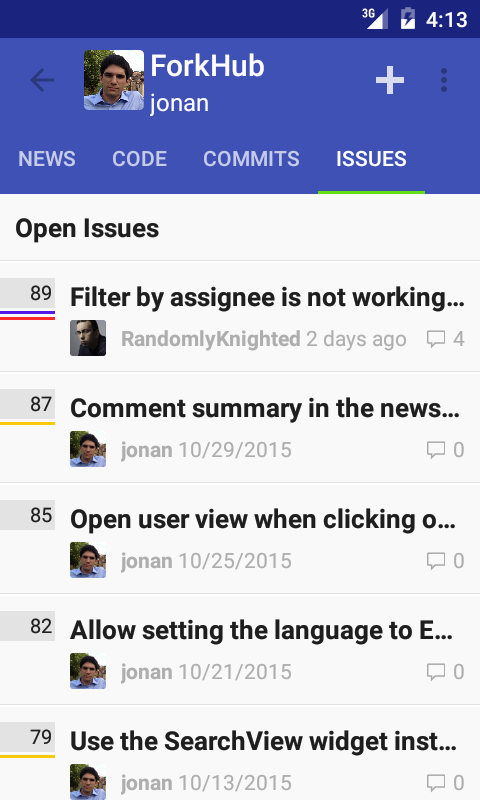 3G 4:13
ForkHub
jonan
NEWS CODE COMMITS ISSUES
Open Issues
89 Filter by assignee is not working...
RandomlyKnighted 2 days ago 4
87 Comment summary in the news...
jonan 10/29/2015 0
85 Open user view when clicking o...
jonan 10/25/2015 0
82 Allow setting the language to E...
jonan 10/21/2015 0
79 Use the SearchView widget inst...
jonan 10/13/2015 0